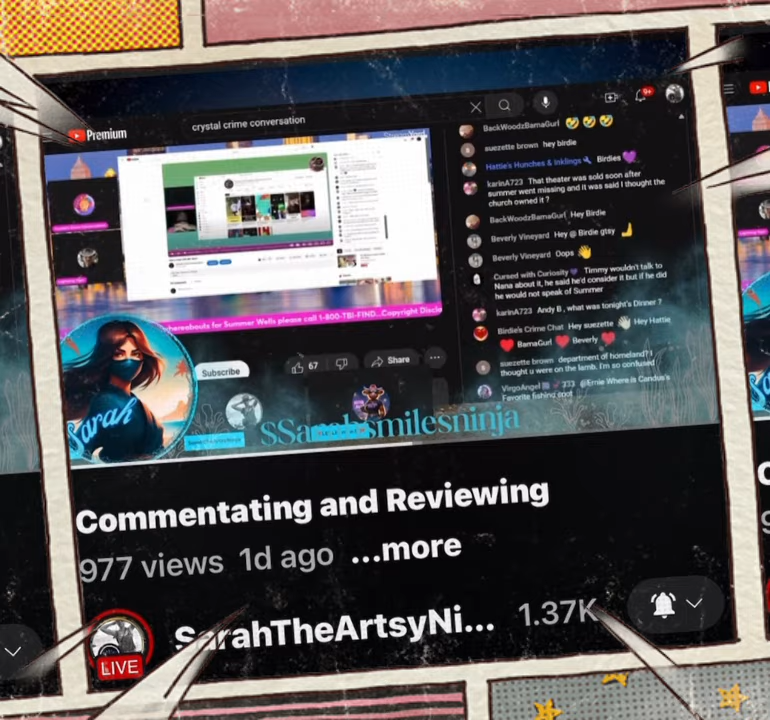 Premium
crystal crime conversation
9+
BackWoodzBamaGurl 🤣🤣🤣
suezette brown hey birdie
Hattie's Hunches & Inklings🔧 Birdies💜
karinA723 That theater was sold soon after
summer went missing and it was said I thought the
church owned it ?
BackWoodzBamaGurl Hey Birdie
Beverly Vineyard Hey @ Birdie gtsy 🤙
Beverly Vineyard Oops 👋
Cursed with Curiosity💜 Timmy wouldn't talk to
Nana about it, he said he'd consider it but if he did
he would not speak of Summer
karinA723 Andy B , what was tonight's Dinner ?
Birdie's Crime Chat Hey suezette 👋 Hey Hattie
❤️ BamaGurl ❤️ Beverly ❤️
suezette brown department of homeland? I
thought u were on the lamb. I'm so confused
333 @Ernie Where is Candus's
Favorite fishing spot
hereabouts for Summer Wells please call 1-800-TBI-FIND...Copyright Discla
Subscribe
67
Share
Sarah
$Sarahsmilesninja
Commentating and Reviewing
977 views 1d ago ...more
SarahTheArtsyNi... 1.37K
LIVE